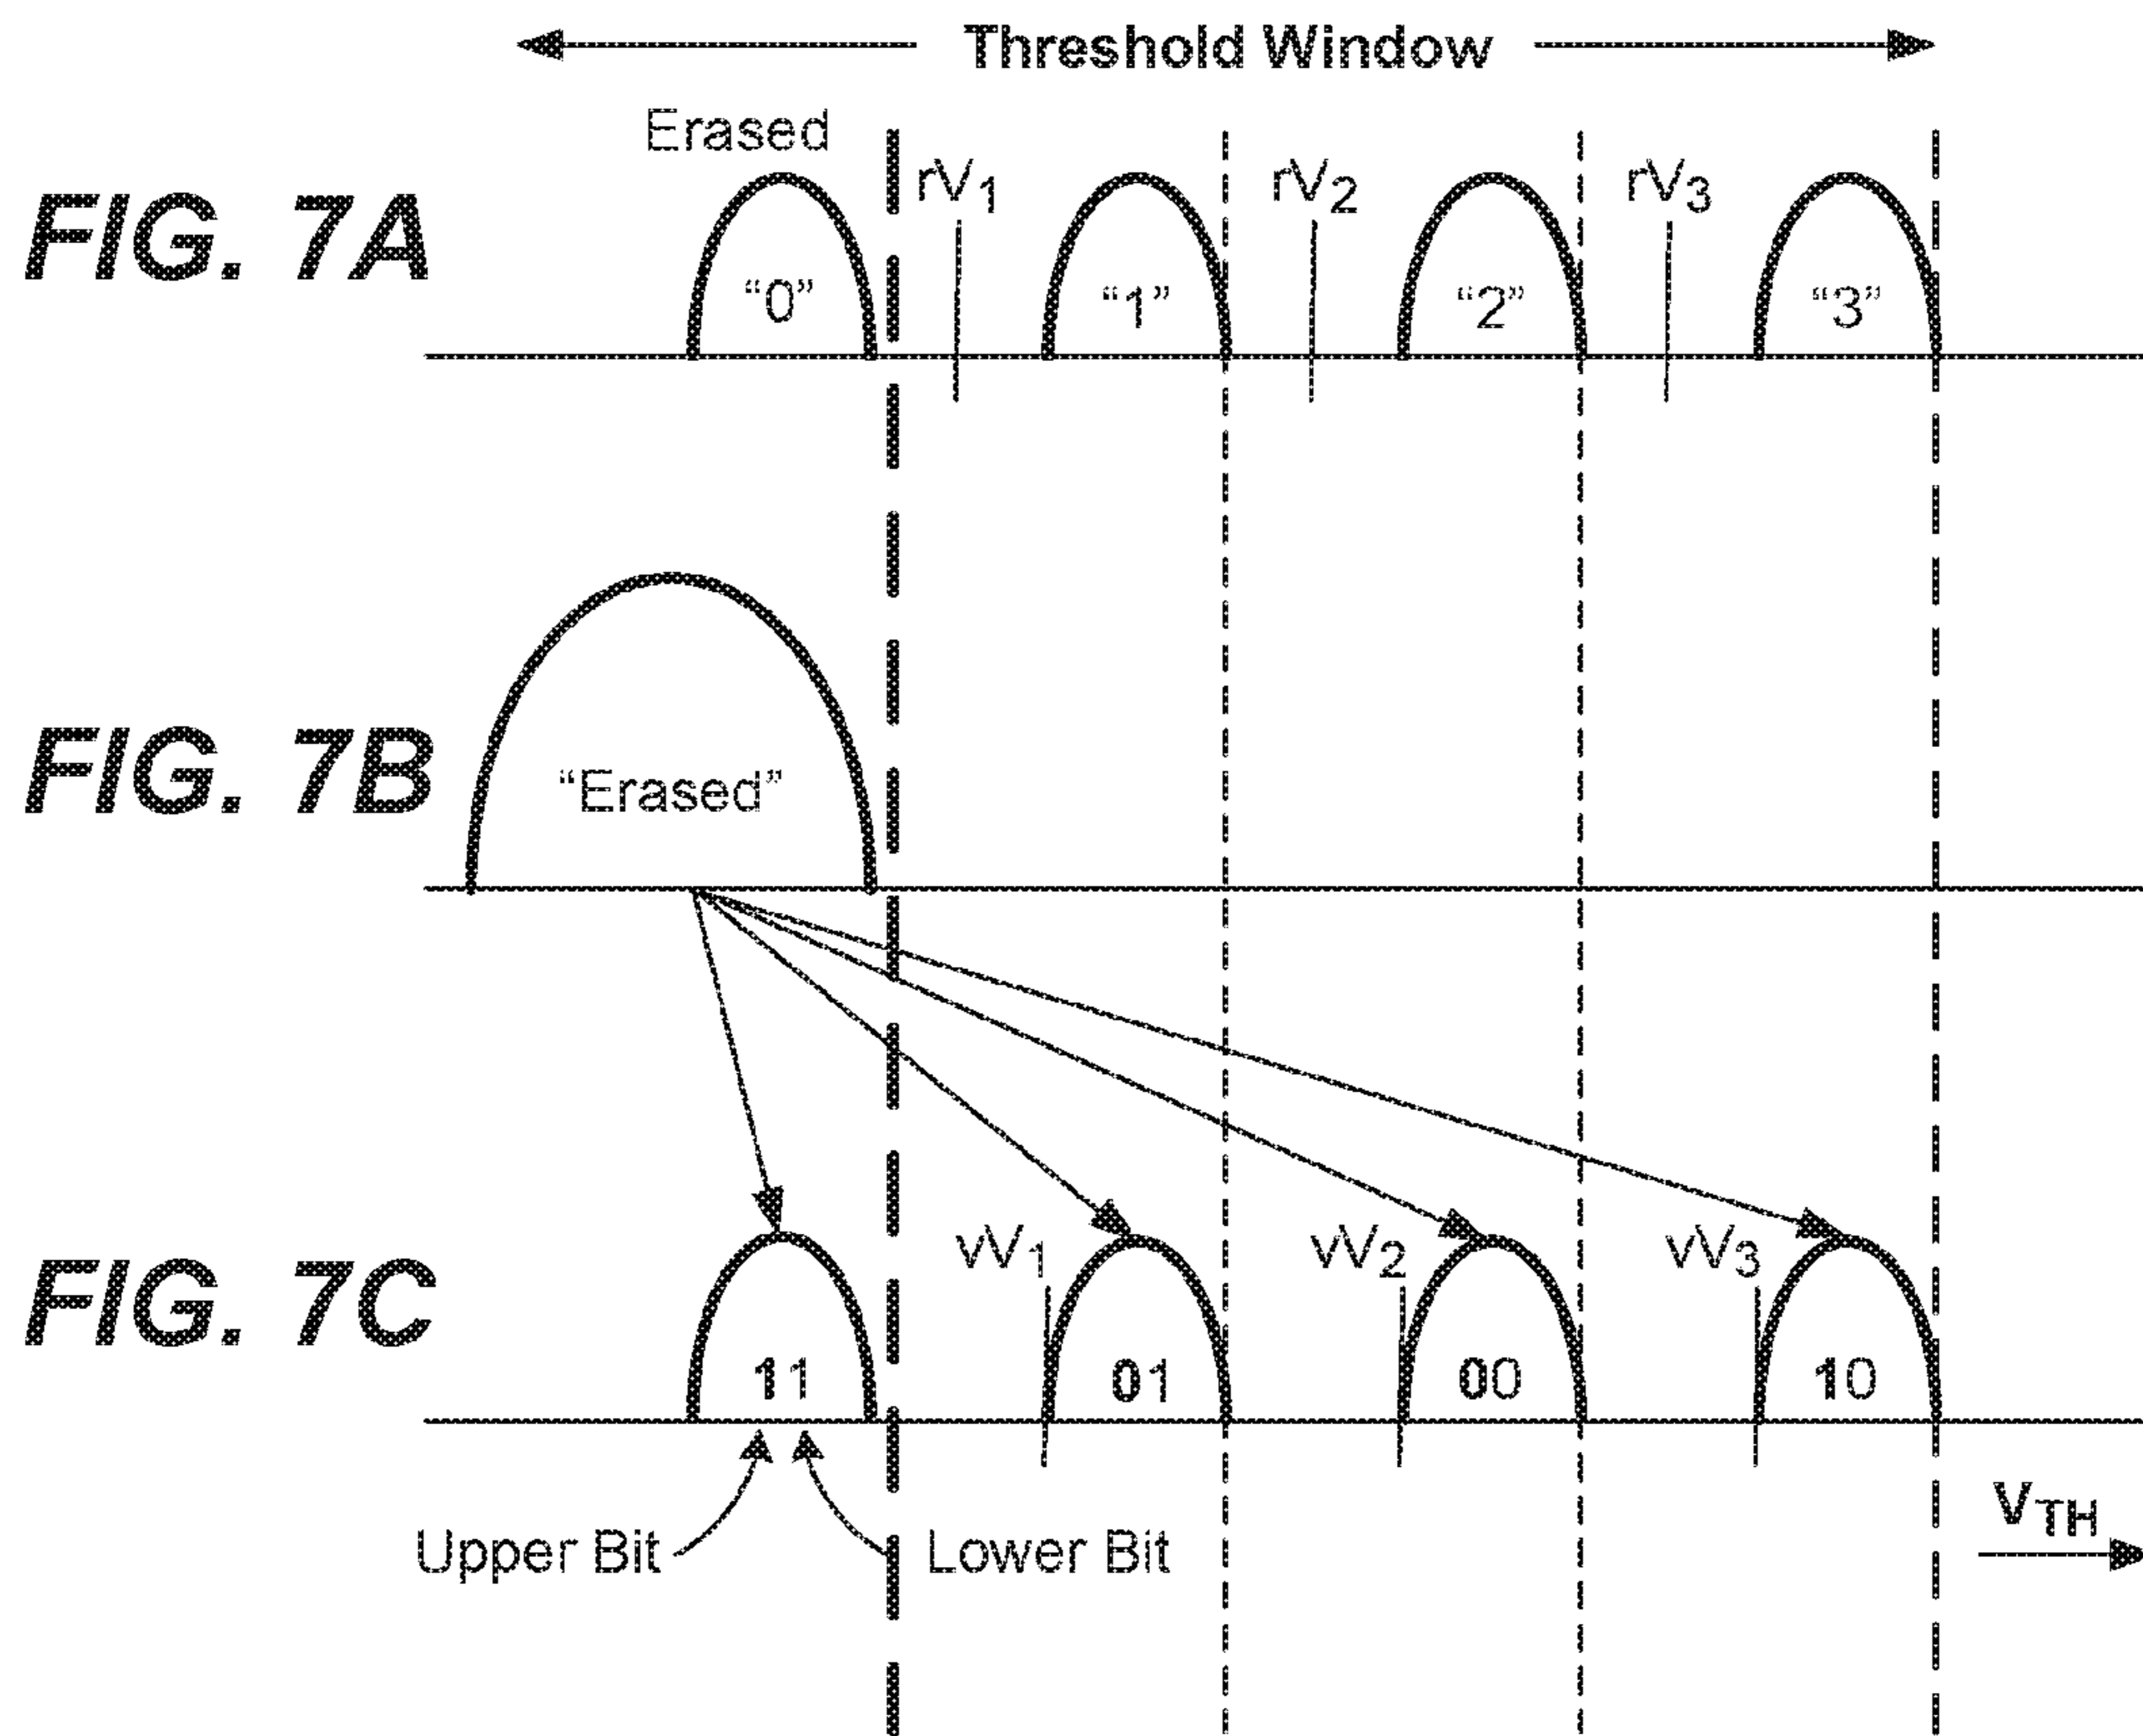 Threshold Window
Erased
FIG. 7A
rV1
rV2
rV3
“0”
“1”
“2”
“3”
FIG. 7B
“Erased”
FIG. 7C
vV1
vV2
vV3
11
01
00
10
Upper Bit
Lower Bit
VTH